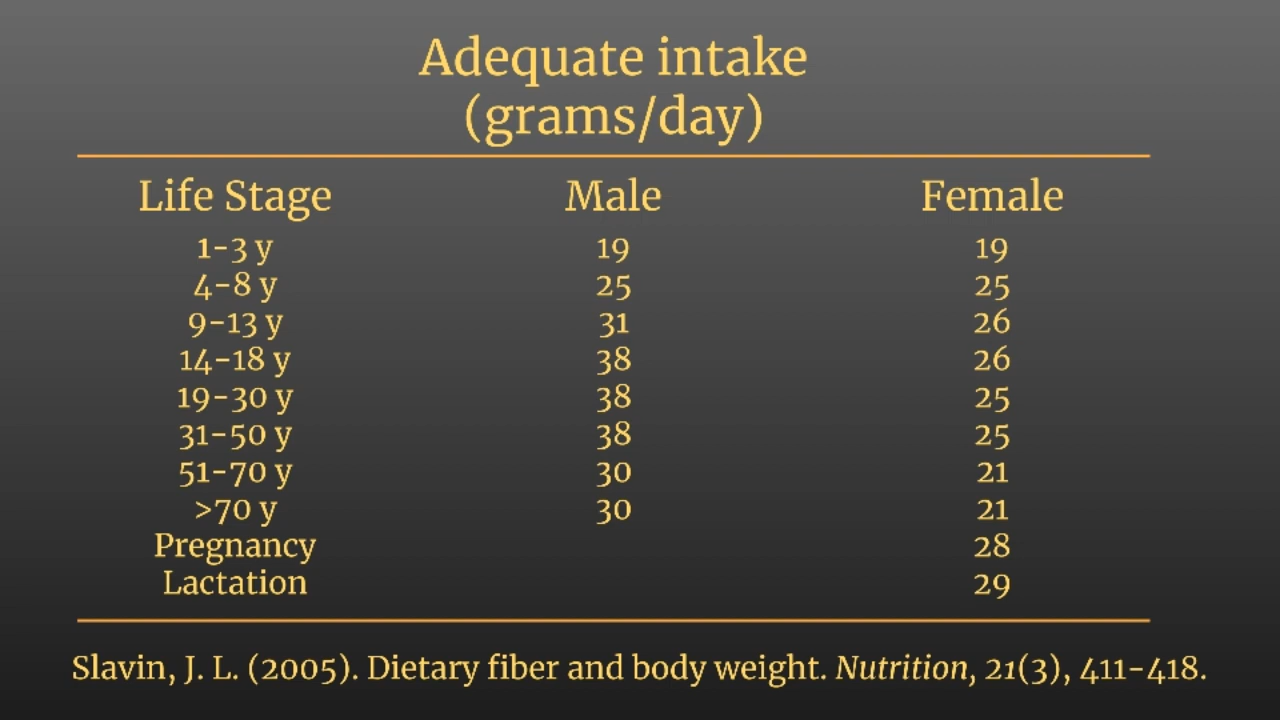 Adequate intake
(grams/day)
Life Stage Male Female
1-3 y 19 19
4-8 y 25 25
9-13 y 31 26
14-18 y 38 26
19-30 y 38 25
31-50 y 38 25
51-70 y 30 21
>70 y 30 21
Pregnancy 28
Lactation 29
Slavin, J. L. (2005). Dietary fiber and body weight. Nutrition, 21(3), 411-418.